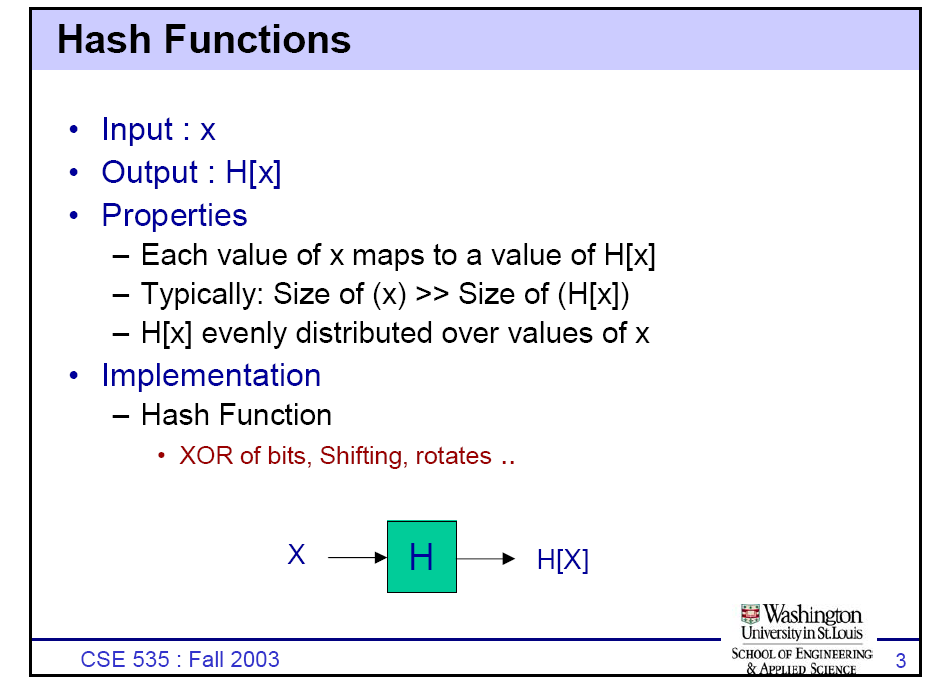 Hash Functions
• Input : x
• Output : H[x]
• Properties
– Each value of x maps to a value of H[x]
– Typically: Size of (x) >> Size of (H[x])
– H[x] evenly distributed over values of x
• Implementation
– Hash Function
• XOR of bits, Shifting, rotates ..
X
H
H[X]
Washington
University in St.Louis
SCHOOL OF ENGINEERING
& APPLIED SCIENCE
CSE 535 : Fall 2003
3